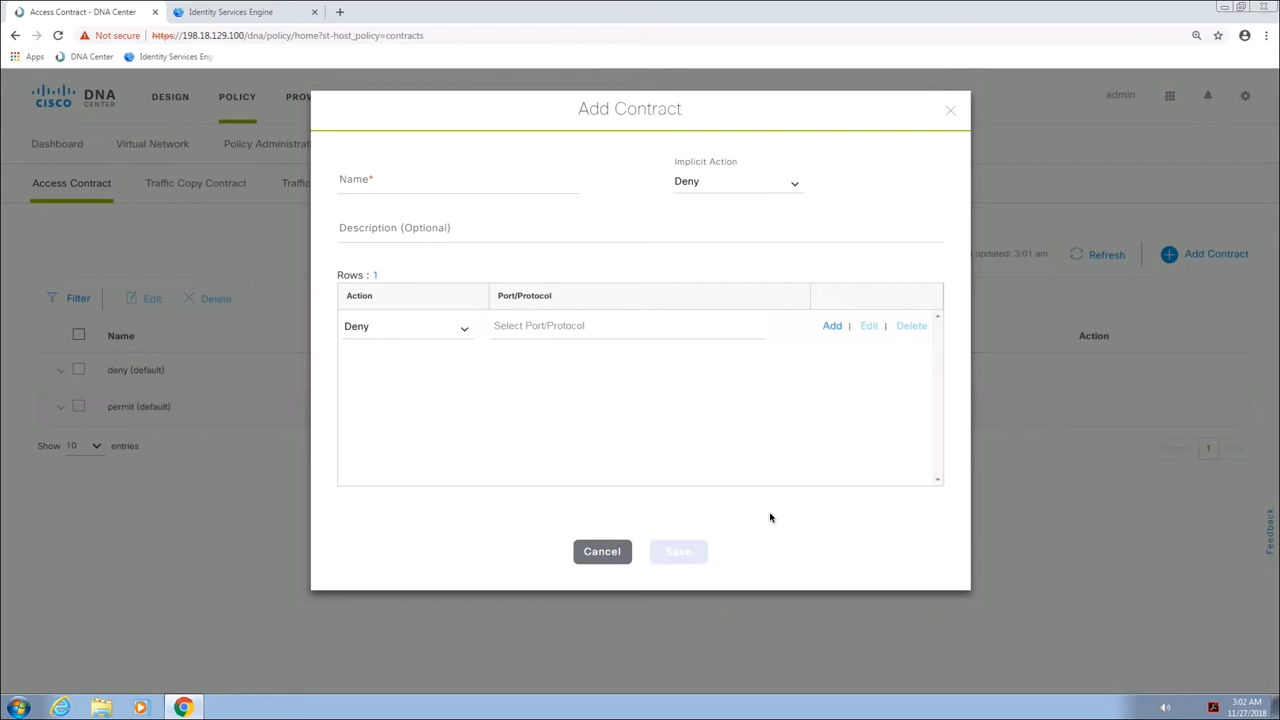 Access Contract - DNA Center
Identity Services Engine
Not secure
https://198.18.129.100/dna/policy/home?st-host_policy=contracts
Apps
DNA Center
Identity Services Eng
CISCO DNA CENTER
DESIGN
POLICY
PROV
admin
Dashboard
Virtual Network
Policy Administrat
Access Contract
Traffic Copy Contract
Traffic
updated: 3:01 am
Refresh
Add Contract
Filter
Edit
Delete
Name
Action
deny (default)
permit (default)
Show 10 entries
1
Feedback
Add Contract
Name*
Implicit Action
Deny
Description (Optional)
Rows : 1
Action
Port/Protocol
Deny
Select Port/Protocol
Add | Edit | Delete
Cancel
Save
3:02 AM
11/27/2018